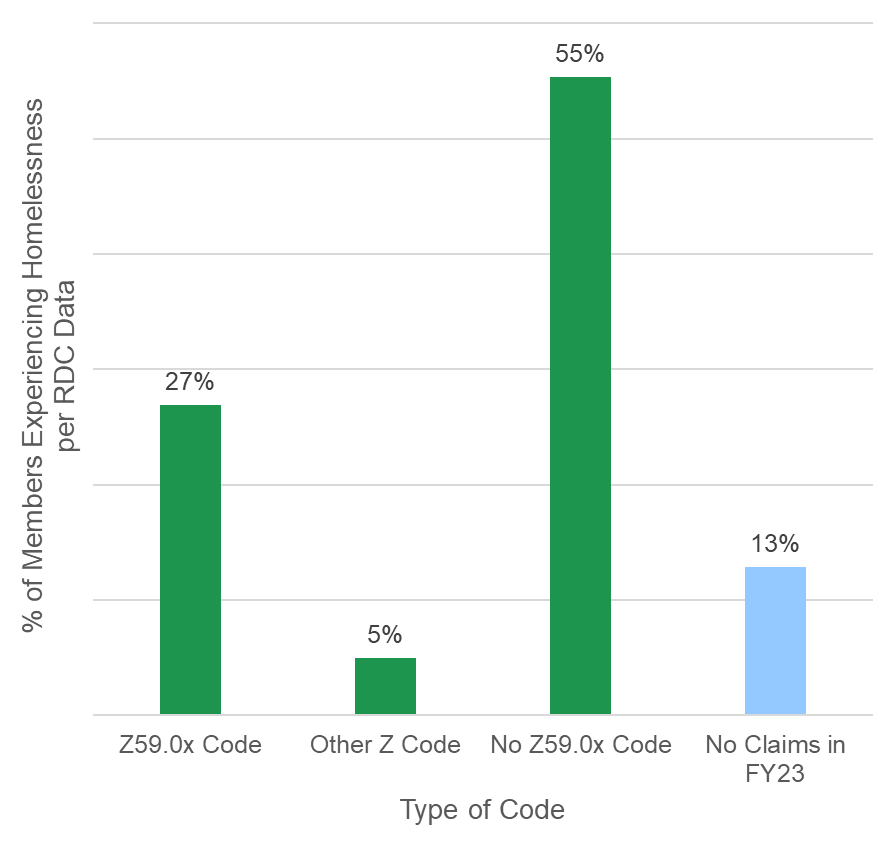 % of Members Experiencing Homelessness
per RDC Data
55%
27%
13%
5%
Z59.0x Code
Other Z Code
No Z59.0x Code
No Claims in
FY23
Type of Code